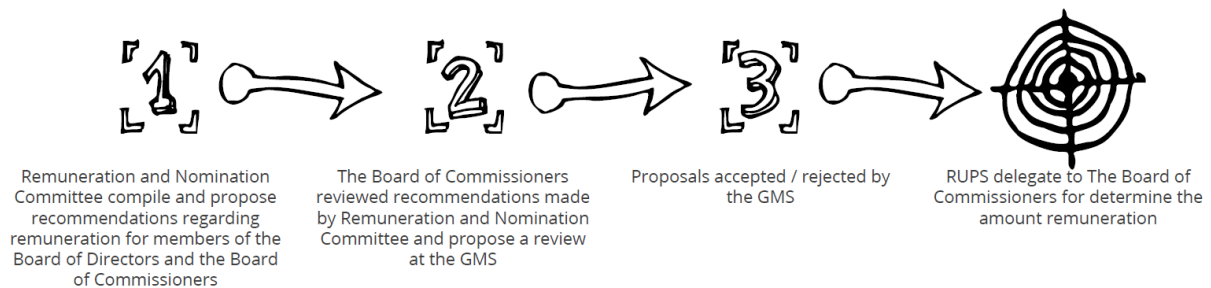 1
2
3
Remuneration and Nomination
Committee compile and propose
recommendations regarding
remuneration for members of the
Board of Directors and the Board
of Commissioners
The Board of Commissioners
reviewed recommendations made
by Remuneration and Nomination
Committee and propose a review
at the GMS
Proposals accepted / rejected by
the GMS
RUPS delegate to The Board of
Commissioners for determine the
amount remuneration